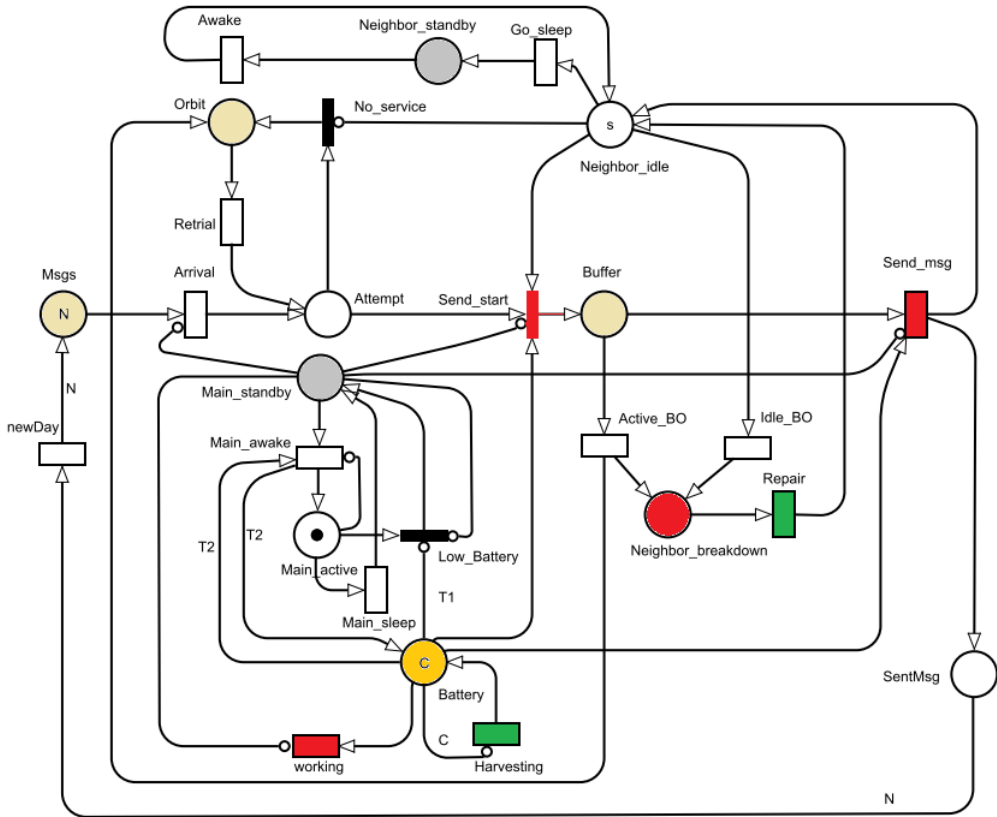 Awake
Neighbor_standby
Go_sleep
Orbit
No_service
s
Neighbor_idle
Retrial
Msgs
Arrival
Attempt
Send_start
Buffer
Send_msg
N
N
Main_standby
newDay
Main_awake
Active_BO
Idle_BO
Repair
T2
T2
Main_active
Low_Battery
Neighbor_breakdown
T1
Main_sleep
C
Battery
SentMsg
C
working
Harvesting
N